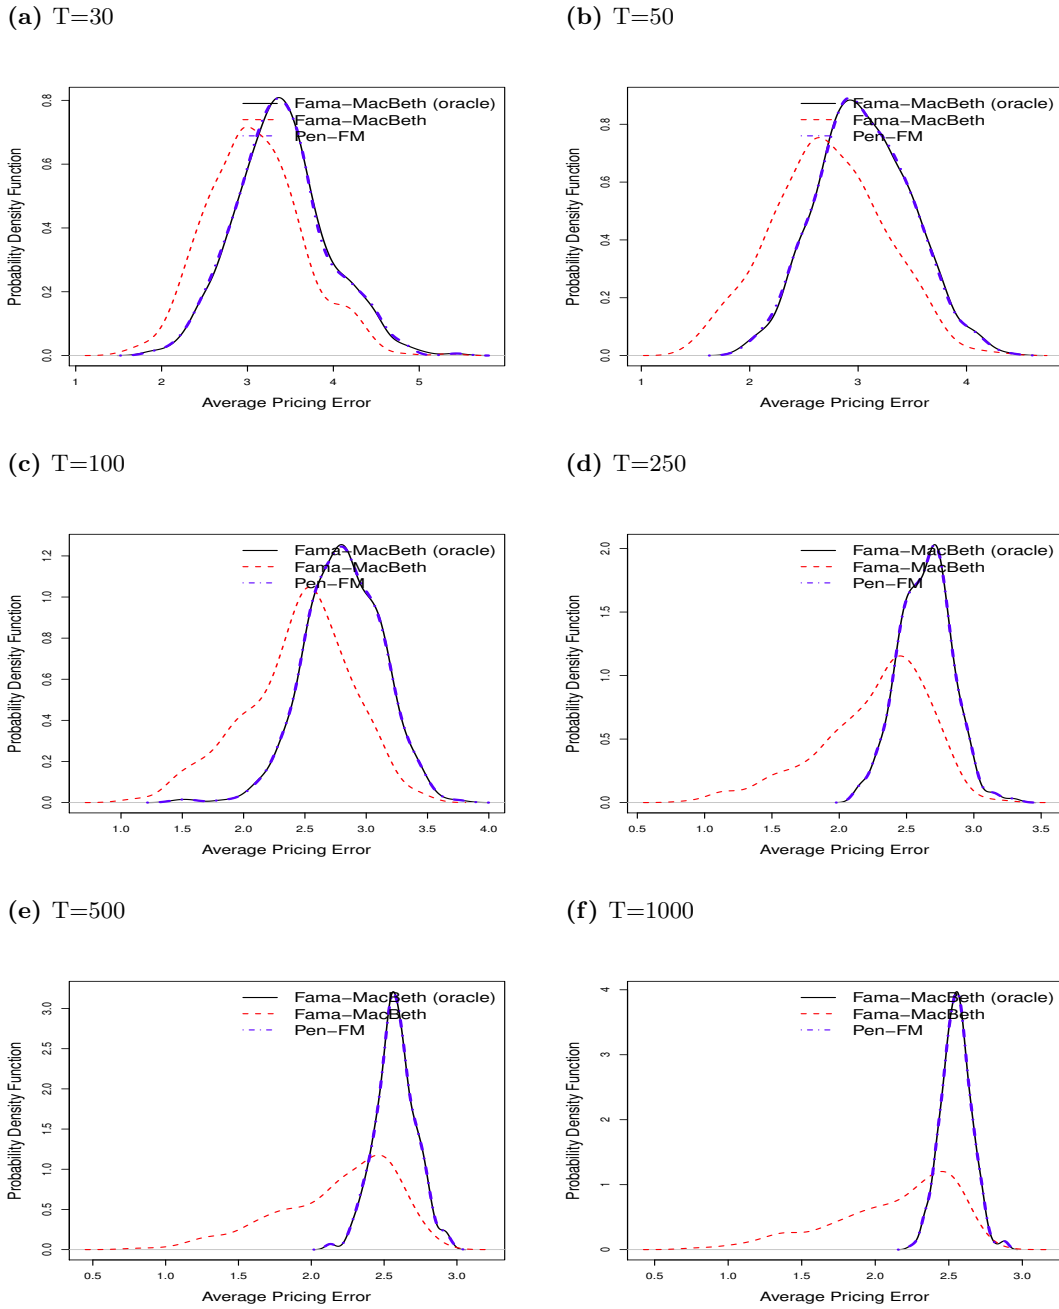 (a) T=30
(b) T=50
Probability Density Function
0.0 0.2 0.4 0.6 0.8
Fama−MacBeth (oracle)
Fama−MacBeth
Pen−FM
1 2 3 4 5
Average Pricing Error
Probability Density Function
0.0 0.2 0.4 0.6 0.8
Fama−MacBeth (oracle)
Fama−MacBeth
Pen−FM
1 2 3 4
Average Pricing Error
(c) T=100
(d) T=250
Probability Density Function
0.0 0.2 0.4 0.6 0.8 1.0 1.2
Fama−MacBeth (oracle)
Fama−MacBeth
Pen−FM
1.0 1.5 2.0 2.5 3.0 3.5 4.0
Average Pricing Error
Probability Density Function
0.0 0.5 1.0 1.5 2.0
Fama−MacBeth (oracle)
Fama−MacBeth
Pen−FM
0.5 1.0 1.5 2.0 2.5 3.0 3.5
Average Pricing Error
(e) T=500
(f) T=1000
Probability Density Function
0.0 0.5 1.0 1.5 2.0 2.5 3.0
Fama−MacBeth (oracle)
Fama−MacBeth
Pen−FM
0.5 1.0 1.5 2.0 2.5 3.0
Average Pricing Error
Probability Density Function
0 1 2 3 4
Fama−MacBeth (oracle)
Fama−MacBeth
Pen−FM
0.5 1.0 1.5 2.0 2.5 3.0
Average Pricing Error